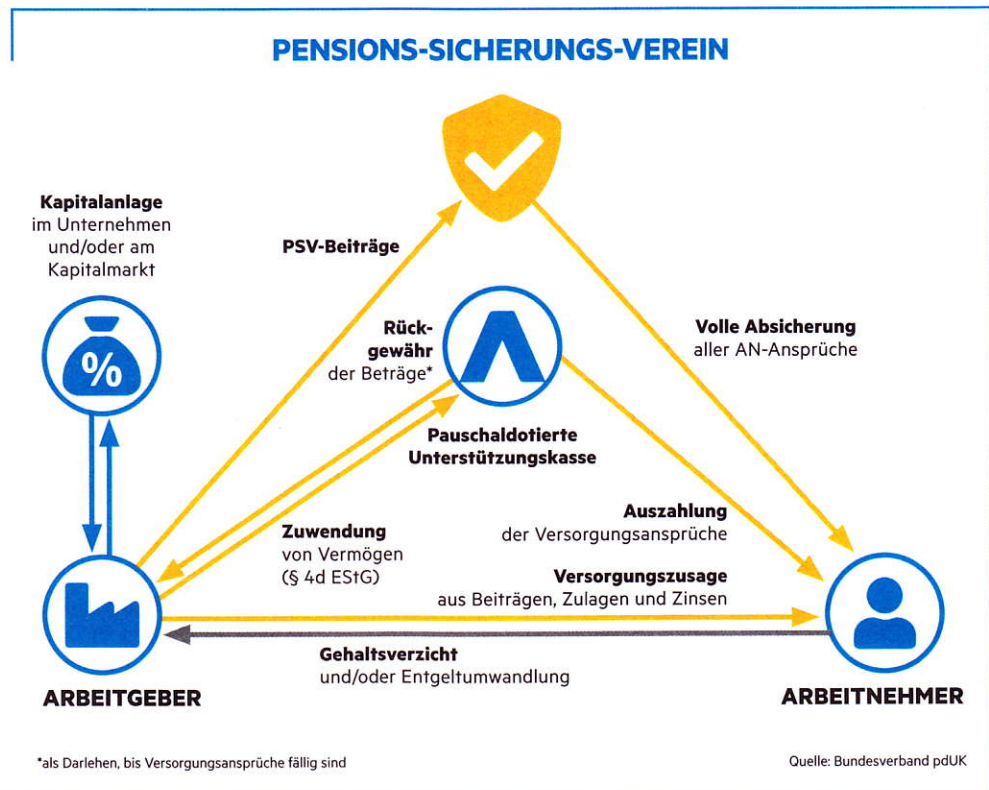 PENSIONS-SICHERUNGS-VEREIN
Kapitalanlage
im Unternehmen
und/oder am
Kapitalmarkt
%
PSV-Beiträge
Volle Absicherung
aller AN-Ansprüche
Rück-
gewähr
der Beträge*
Pauschaldotierte
Unterstützungskasse
Zuwendung
von Vermögen
(§ 4d EStG)
Auszahlung
der Versorgungsansprüche
Versorgungszusage
aus Beiträgen, Zulagen und Zinsen
Gehaltsverzicht
und/oder Entgeltumwandlung
ARBEITGEBER
ARBEITNEHMER
*als Darlehen, bis Versorgungsansprüche fällig sind
Quelle: Bundesverband pdUK